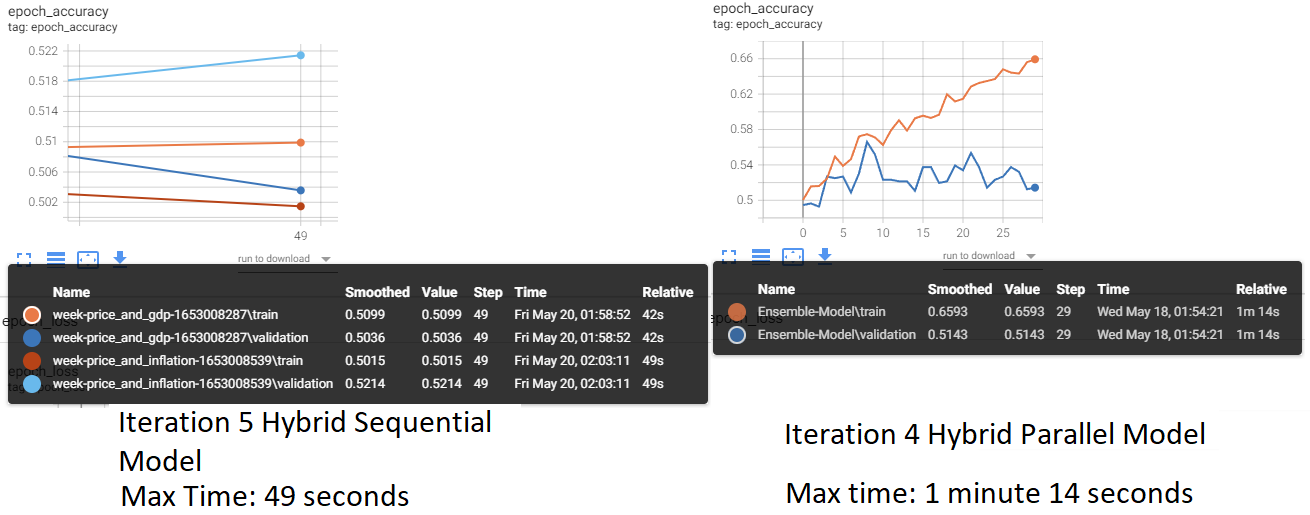 epoch_accuracy
tag: epoch_accuracy
0.522
0.518
0.514
0.51
0.506
0.502
49
run to download
Name Smoothed Value Step Time Relative
week-price_and_gdp-1653008287\train 0.5099 0.5099 49 Fri May 20, 01:58:52 42s
week-price_and_gdp-1653008287\validation 0.5036 0.5036 49 Fri May 20, 01:58:52 42s
week-price_and_inflation-1653008539\train 0.5015 0.5015 49 Fri May 20, 02:03:11 49s
week-price_and_inflation-1653008539\validation 0.5214 0.5214 49 Fri May 20, 02:03:11 49s
epoch_loss
epoch_loss
Iteration 5 Hybrid Sequential
Model
Max Time: 49 seconds
epoch_accuracy
tag: epoch_accuracy
0.66
0.62
0.58
0.54
0.5
0 5 10 15 20 25
run to download
Name Smoothed Value Step Time Relative
Ensemble-Model\train 0.6593 0.6593 29 Wed May 18, 01:54:21 1m 14s
Ensemble-Model\validation 0.5143 0.5143 29 Wed May 18, 01:54:21 1m 14s
epoch_loss
Iteration 4 Hybrid Parallel Model
Max time: 1 minute 14 seconds